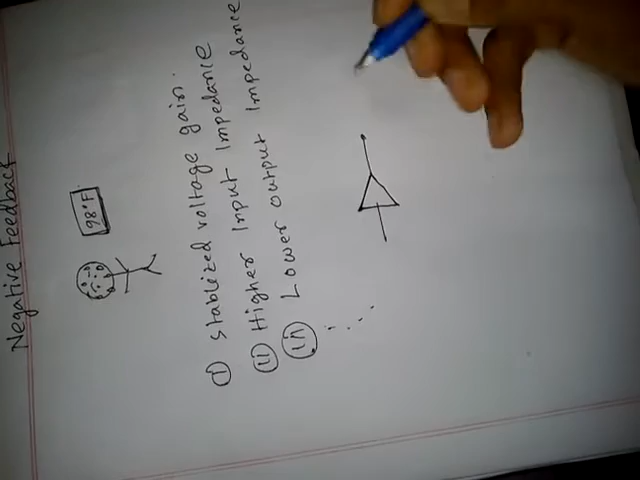 Negative Feedback
98°F
(i) stablized voltage gain.
(ii) Higher Input Impedance
(iii) Lower output Impedance